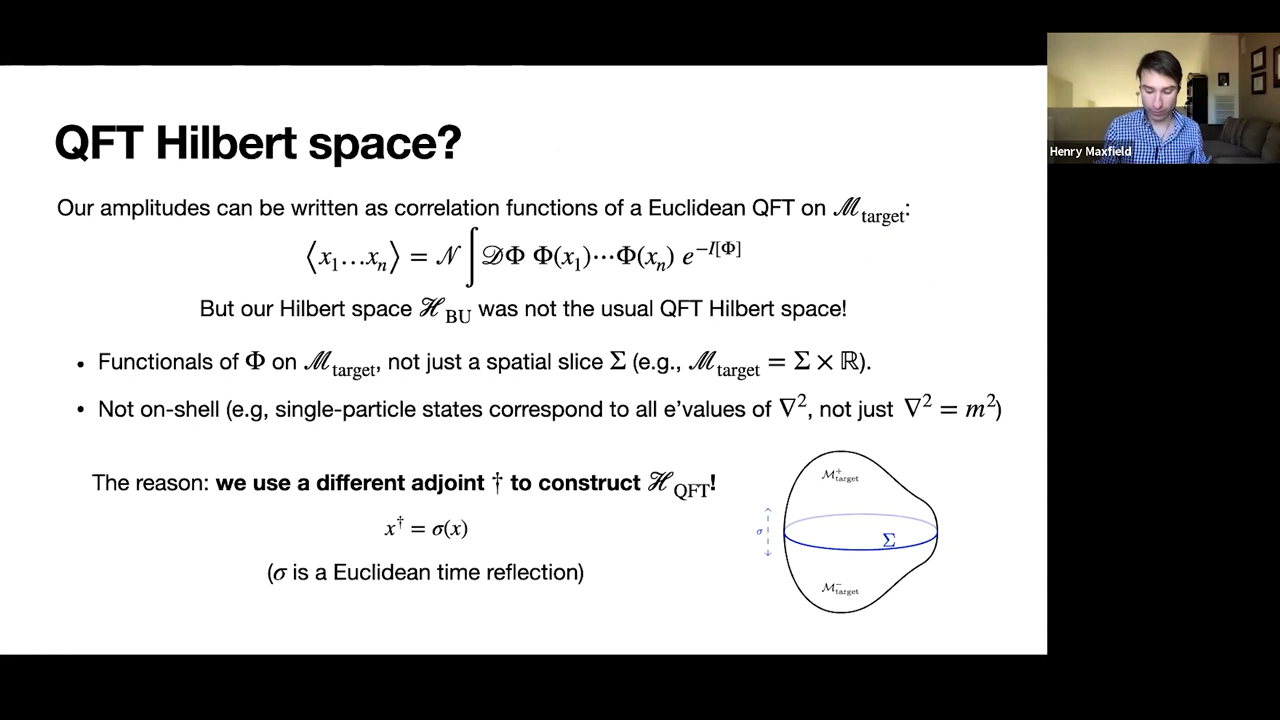 QFT Hilbert space?
Our amplitudes can be written as correlation functions of a Euclidean QFT on ℳ_target:
⟨x₁…xₙ⟩ = 𝒩 ∫ 𝒟Φ Φ(x₁)⋯Φ(xₙ) e^{−I[Φ]}
But our Hilbert space ℋ_BU was not the usual QFT Hilbert space!
• Functionals of Φ on ℳ_target, not just a spatial slice Σ (e.g., ℳ_target = Σ × ℝ).
• Not on-shell (e.g, single-particle states correspond to all e'values of ∇², not just ∇² = m²)
The reason: we use a different adjoint † to construct ℋ_QFT!
x† = σ(x)
(σ is a Euclidean time reflection)
ℳ⁺_target
σ
Σ
ℳ⁻_target
Henry Maxfield